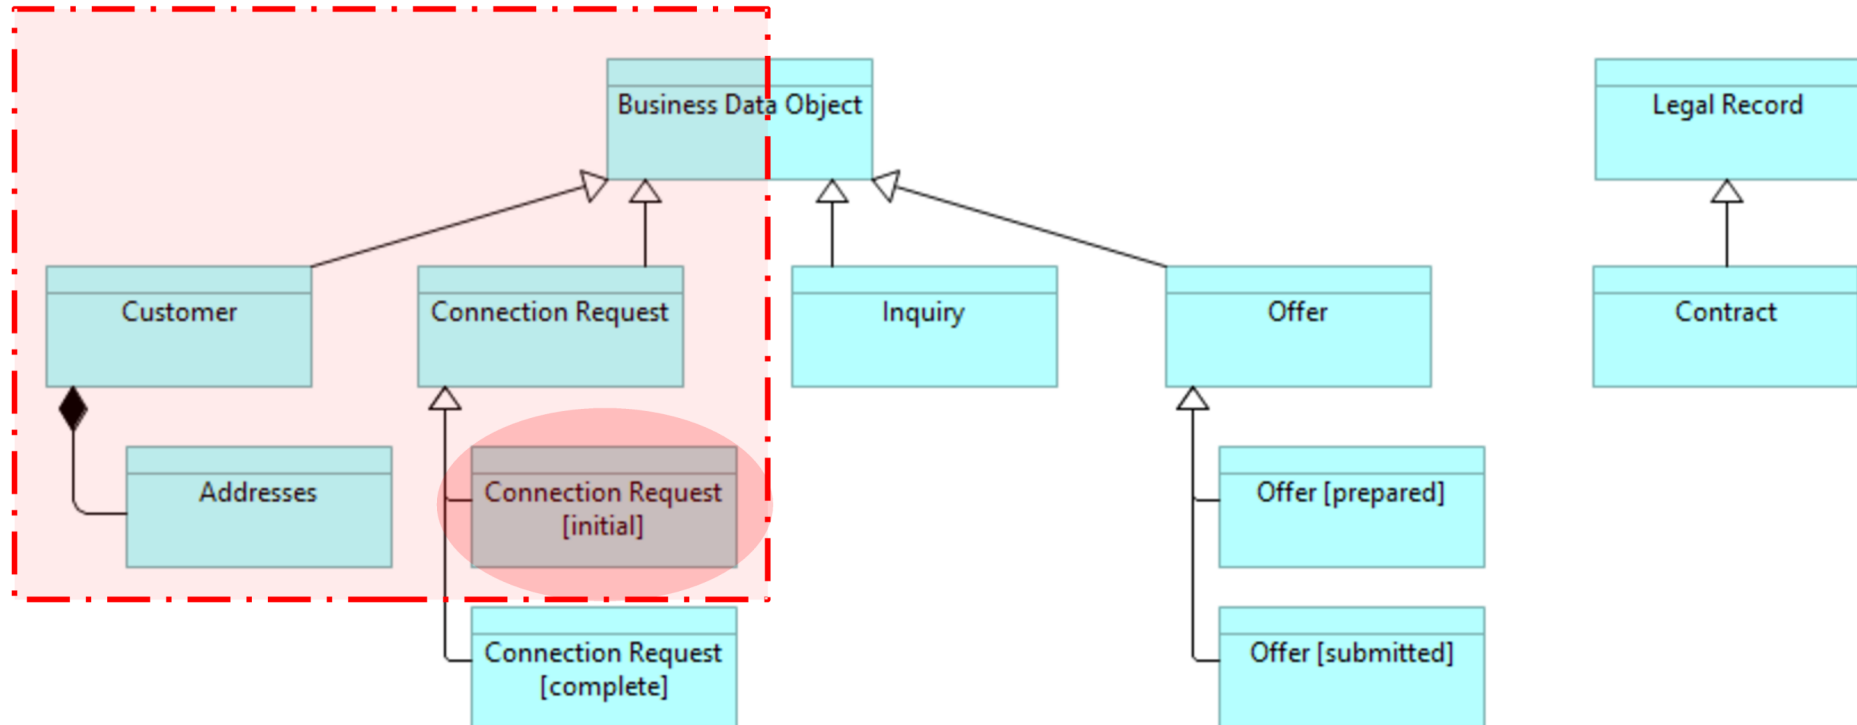 Business Data Object
Legal Record
Customer
Connection Request
Inquiry
Offer
Contract
Addresses
Connection Request
[initial]
Offer [prepared]
Connection Request
[complete]
Offer [submitted]